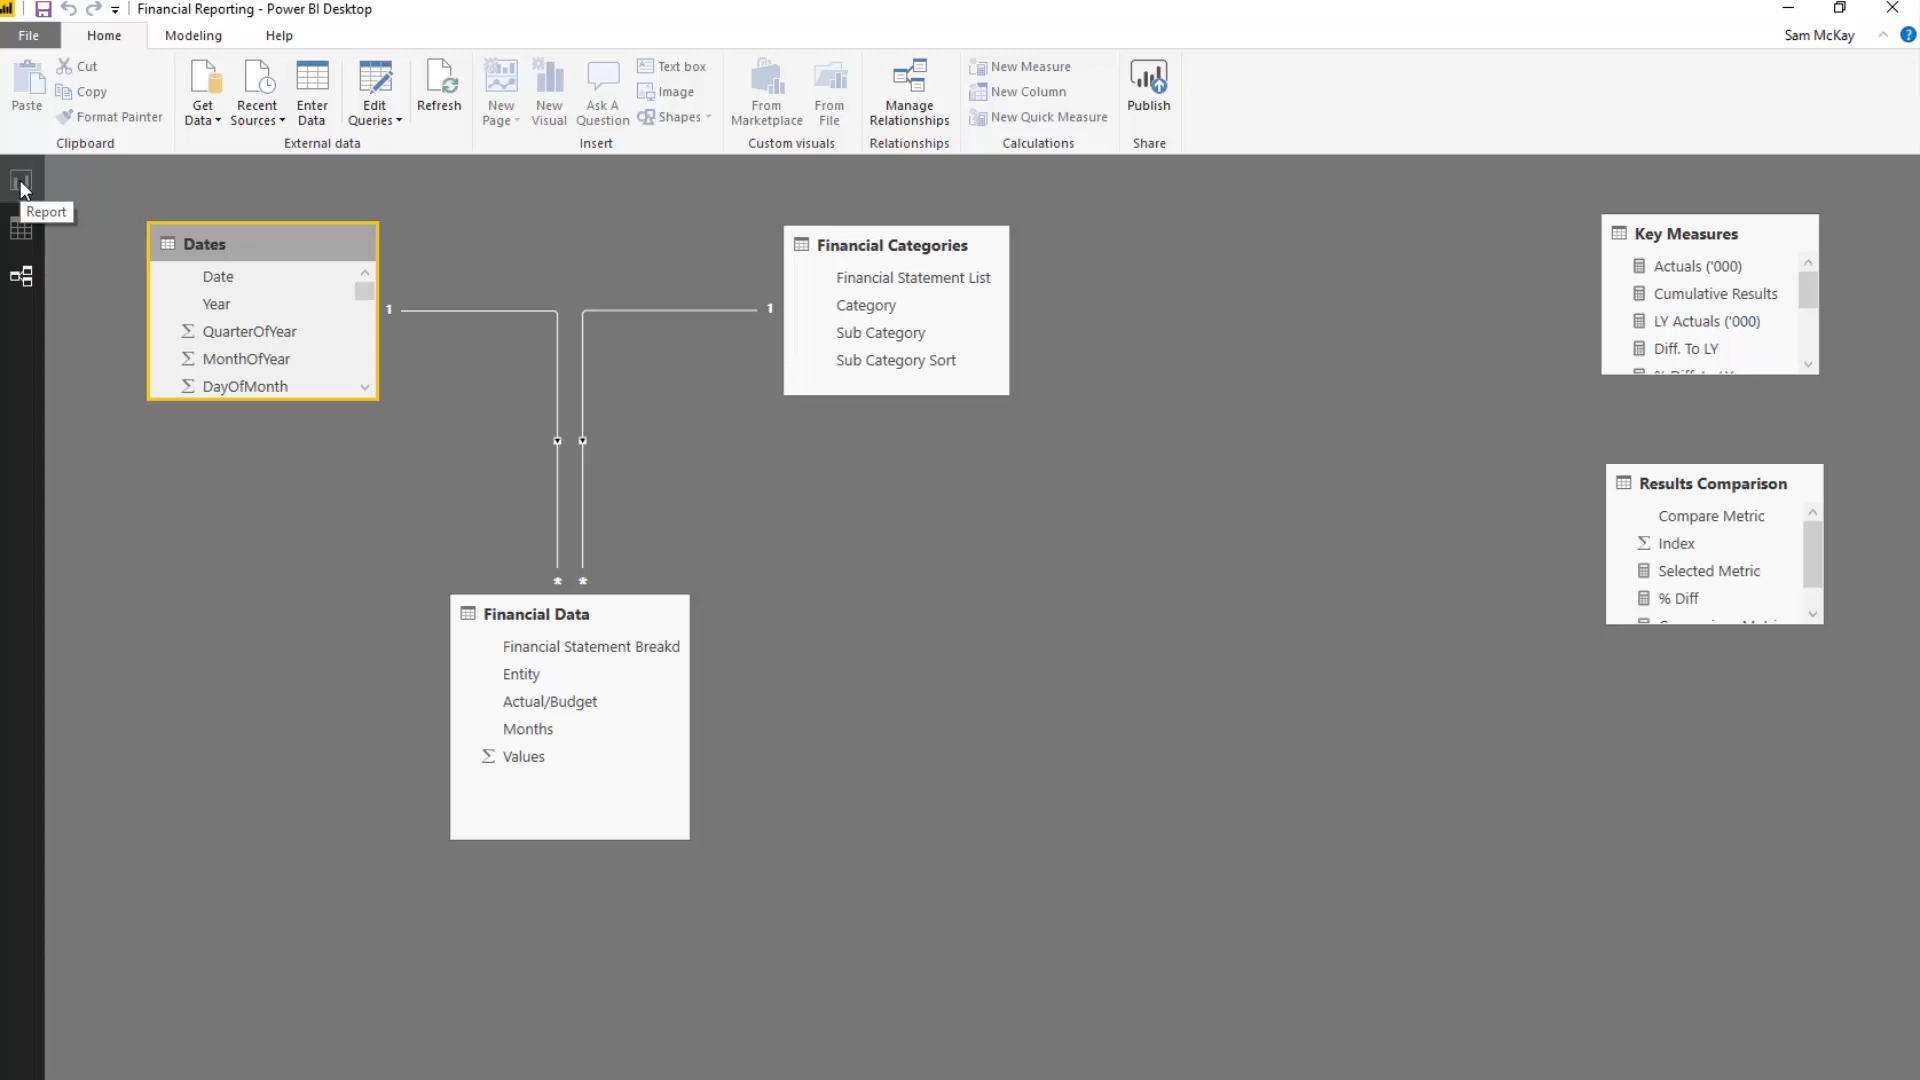 Financial Reporting - Power BI Desktop
File
Home
Modeling
Help
Sam McKay
?
Paste
Cut
Copy
Format Painter
Clipboard
Get
Data
Recent
Sources
Enter
Data
Edit
Queries
Refresh
External data
New
Page
New
Visual
Ask A
Question
Text box
Image
Shapes
Insert
From
Marketplace
From
File
Custom visuals
Manage
Relationships
Relationships
New Measure
New Column
New Quick Measure
Calculations
Publish
Share
Report
Dates
Date
Year
QuarterOfYear
MonthOfYear
DayOfMonth
1
1
Financial Categories
Financial Statement List
Category
Sub Category
Sub Category Sort
* *
Financial Data
Financial Statement Breakd
Entity
Actual/Budget
Months
Values
Key Measures
Actuals ('000)
Cumulative Results
LY Actuals ('000)
Diff. To LY
Results Comparison
Compare Metric
Index
Selected Metric
% Diff